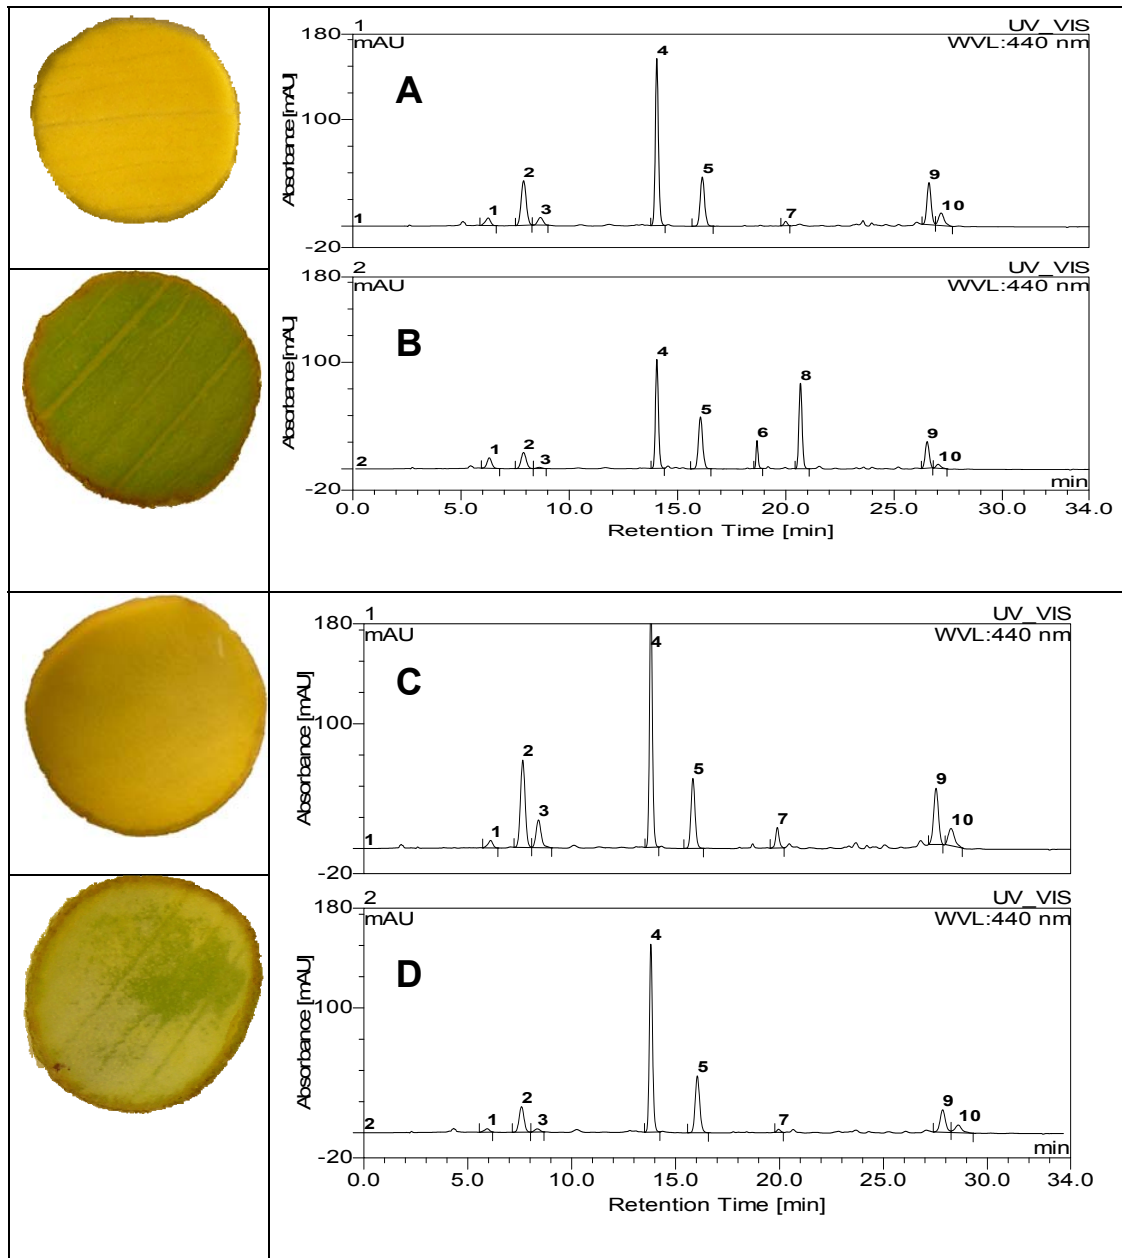 1 UV_VIS
180 mAU WVL:440 nm
A
Absorbance [mAU]
100
-20
1
1 2 3 4 5 7 9 10
2 UV_VIS
180 mAU WVL:440 nm
B
Absorbance [mAU]
100
-20
2
1 2 3 4 5 6 8 9 10
min
0.0 5.0 10.0 15.0 20.0 25.0 30.0 34.0
Retention Time [min]
1 UV_VIS
180 mAU WVL:440 nm
C
Absorbance [mAU]
100
-20
1
1 2 3 4 5 7 9 10
2 UV_VIS
180 mAU WVL:440 nm
D
Absorbance [mAU]
100
-20
2
1 2 3 4 5 7 9 10
min
0.0 5.0 10.0 15.0 20.0 25.0 30.0 34.0
Retention Time [min]